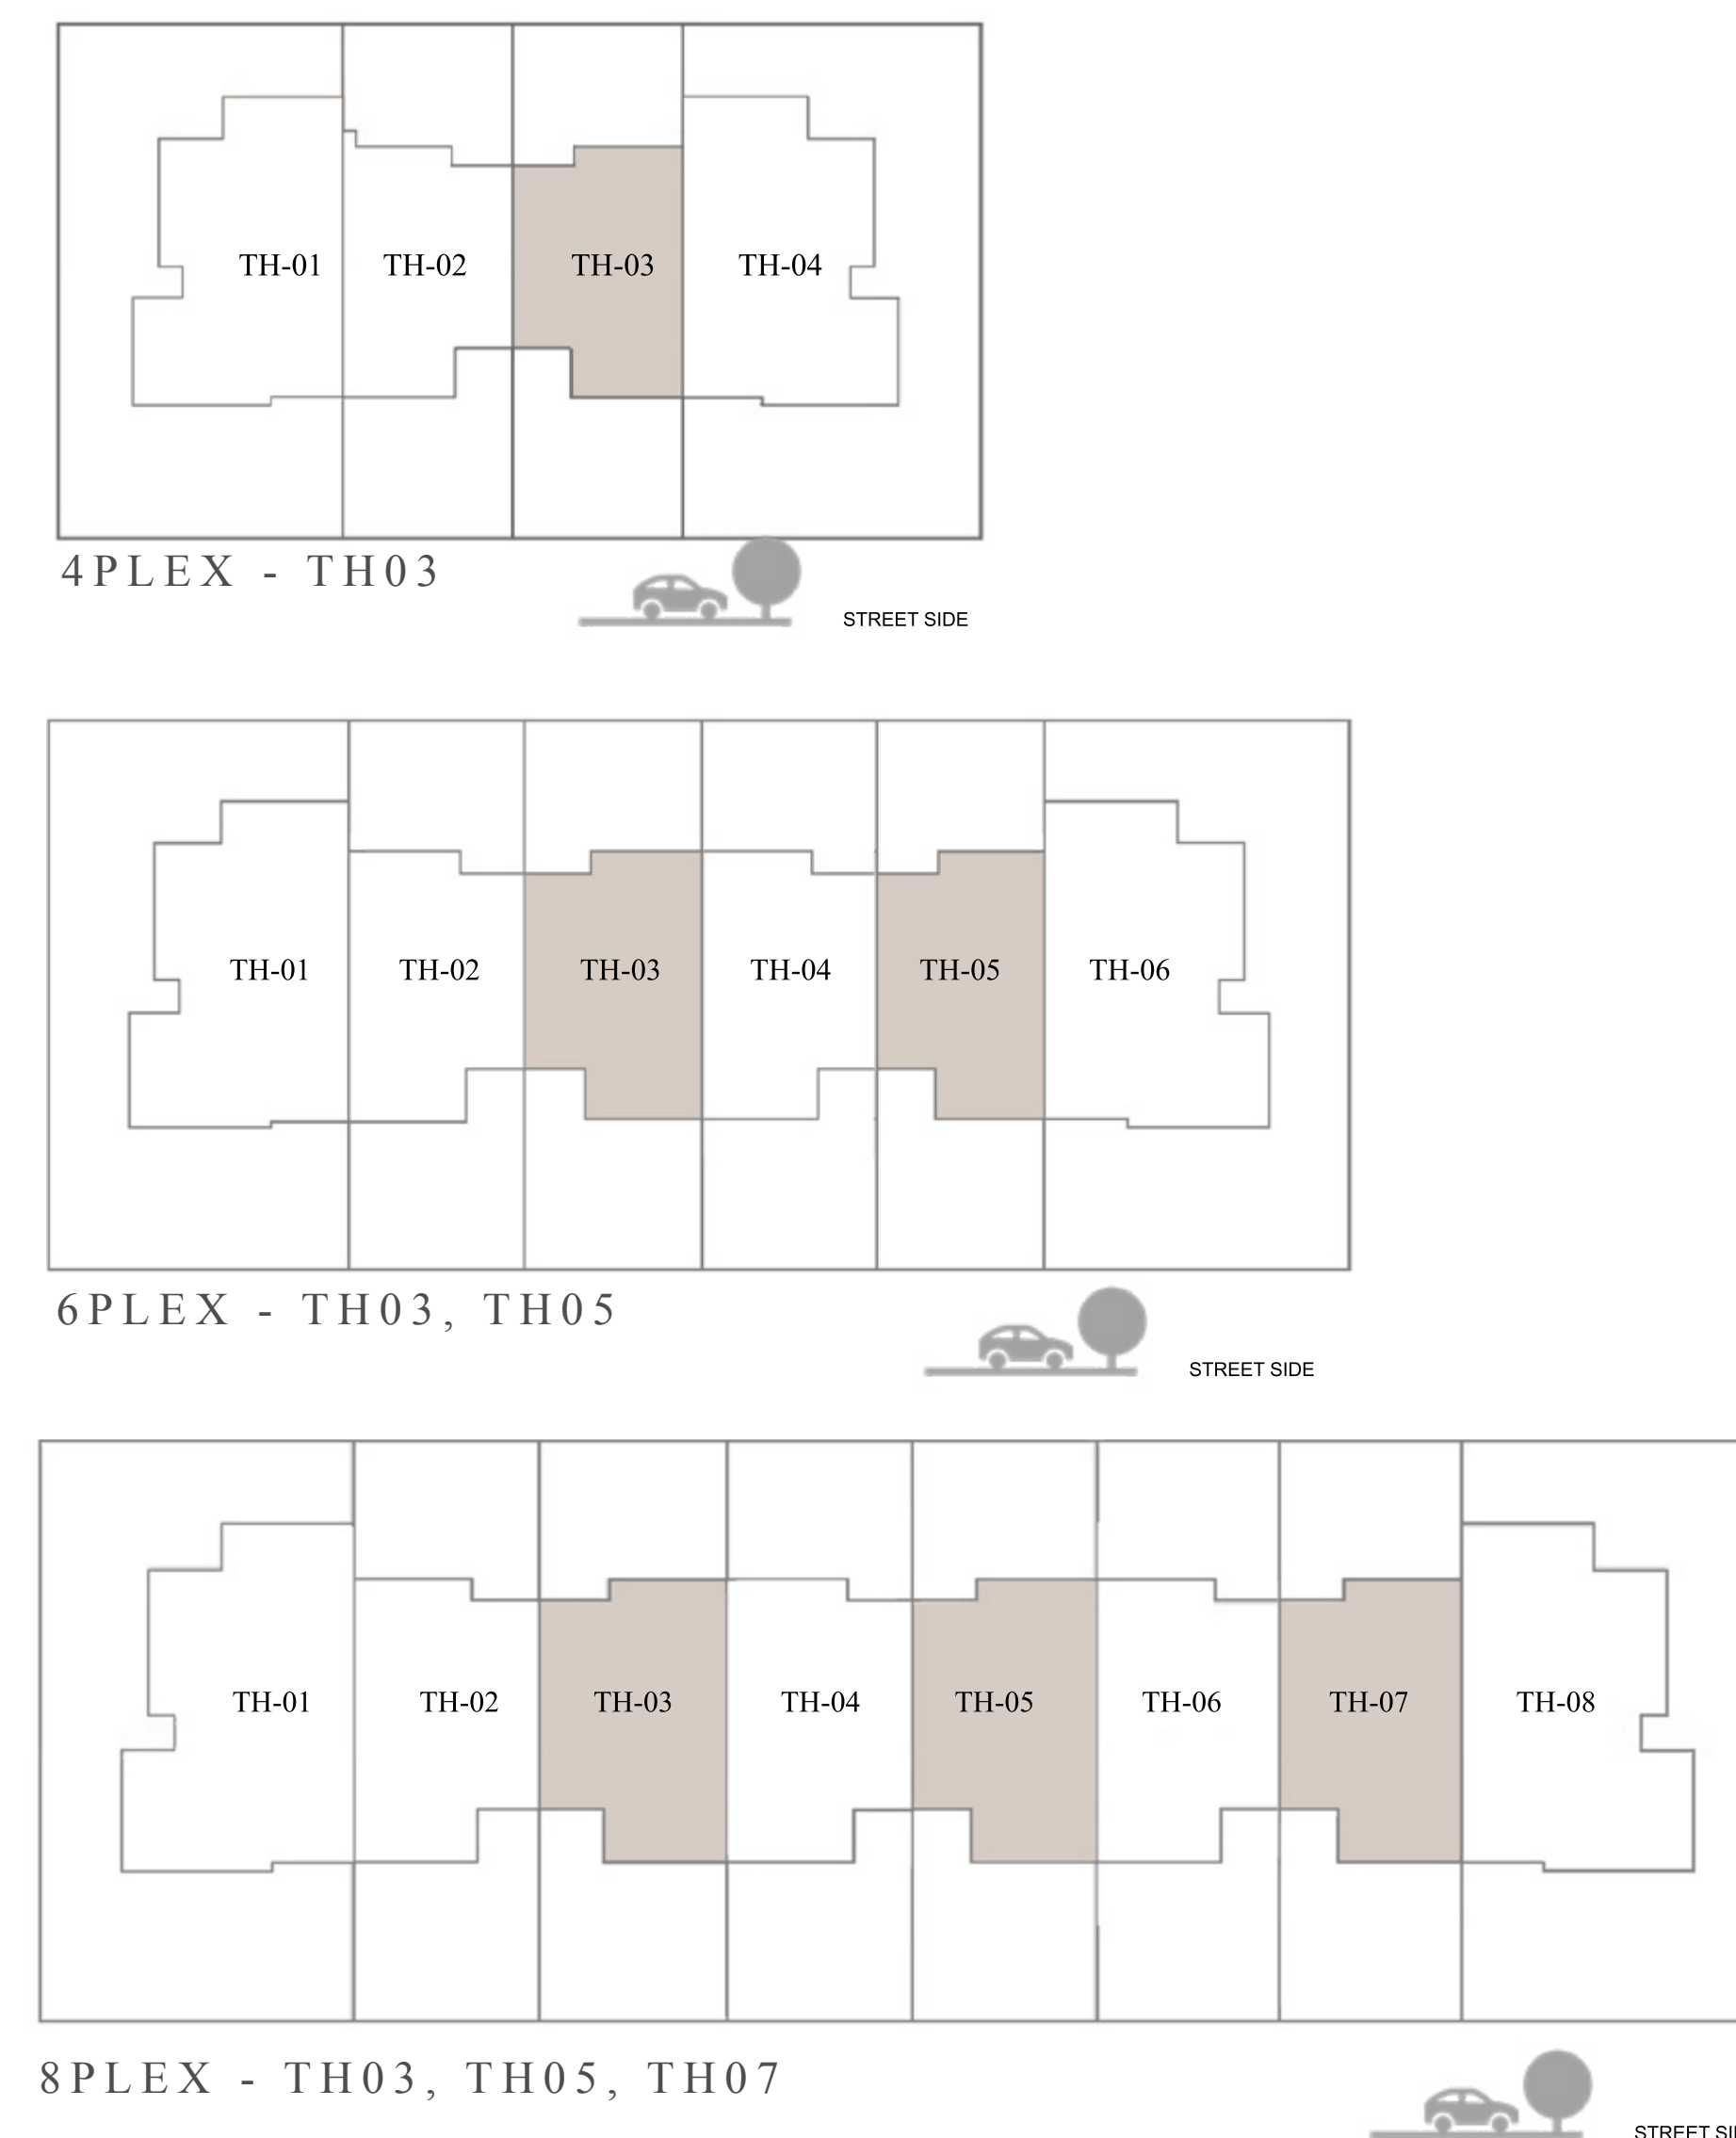 TH-01 TH-02 TH-03 TH-04
4PLEX - TH03
STREET SIDE
TH-01 TH-02 TH-03 TH-04 TH-05 TH-06
6PLEX - TH03, TH05
STREET SIDE
TH-01 TH-02 TH-03 TH-04 TH-05 TH-06 TH-07 TH-08
8PLEX - TH03, TH05, TH07
STREET